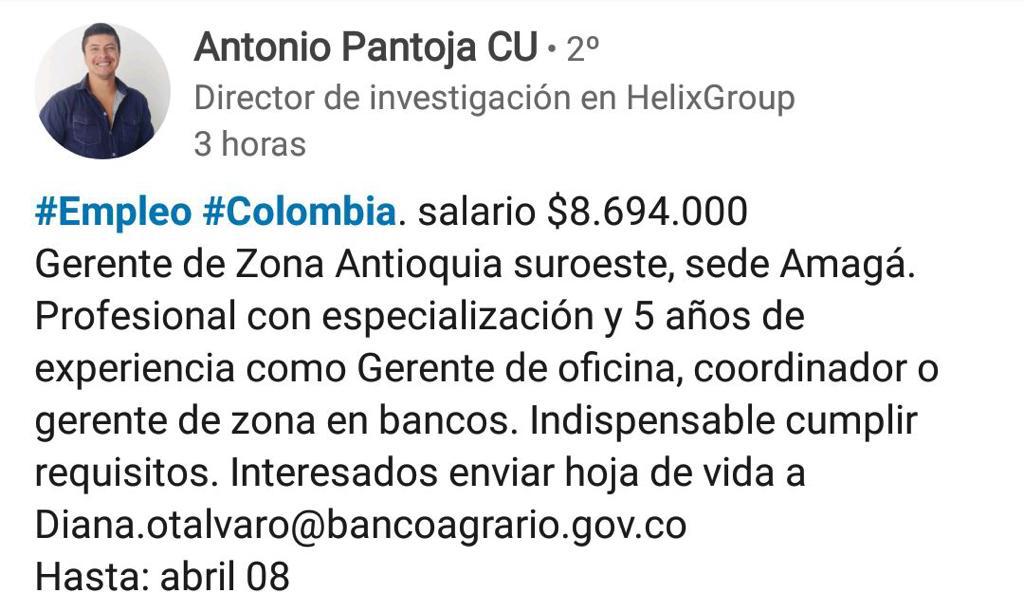 Antonio Pantoja CU • 2º
Director de investigación en HelixGroup
3 horas
#Empleo #Colombia. salario $8.694.000
Gerente de Zona Antioquia suroeste, sede Amagá.
Profesional con especialización y 5 años de
experiencia como Gerente de oficina, coordinador o
gerente de zona en bancos. Indispensable cumplir
requisitos. Interesados enviar hoja de vida a
Diana.otalvaro@bancoagrario.gov.co
Hasta: abril 08